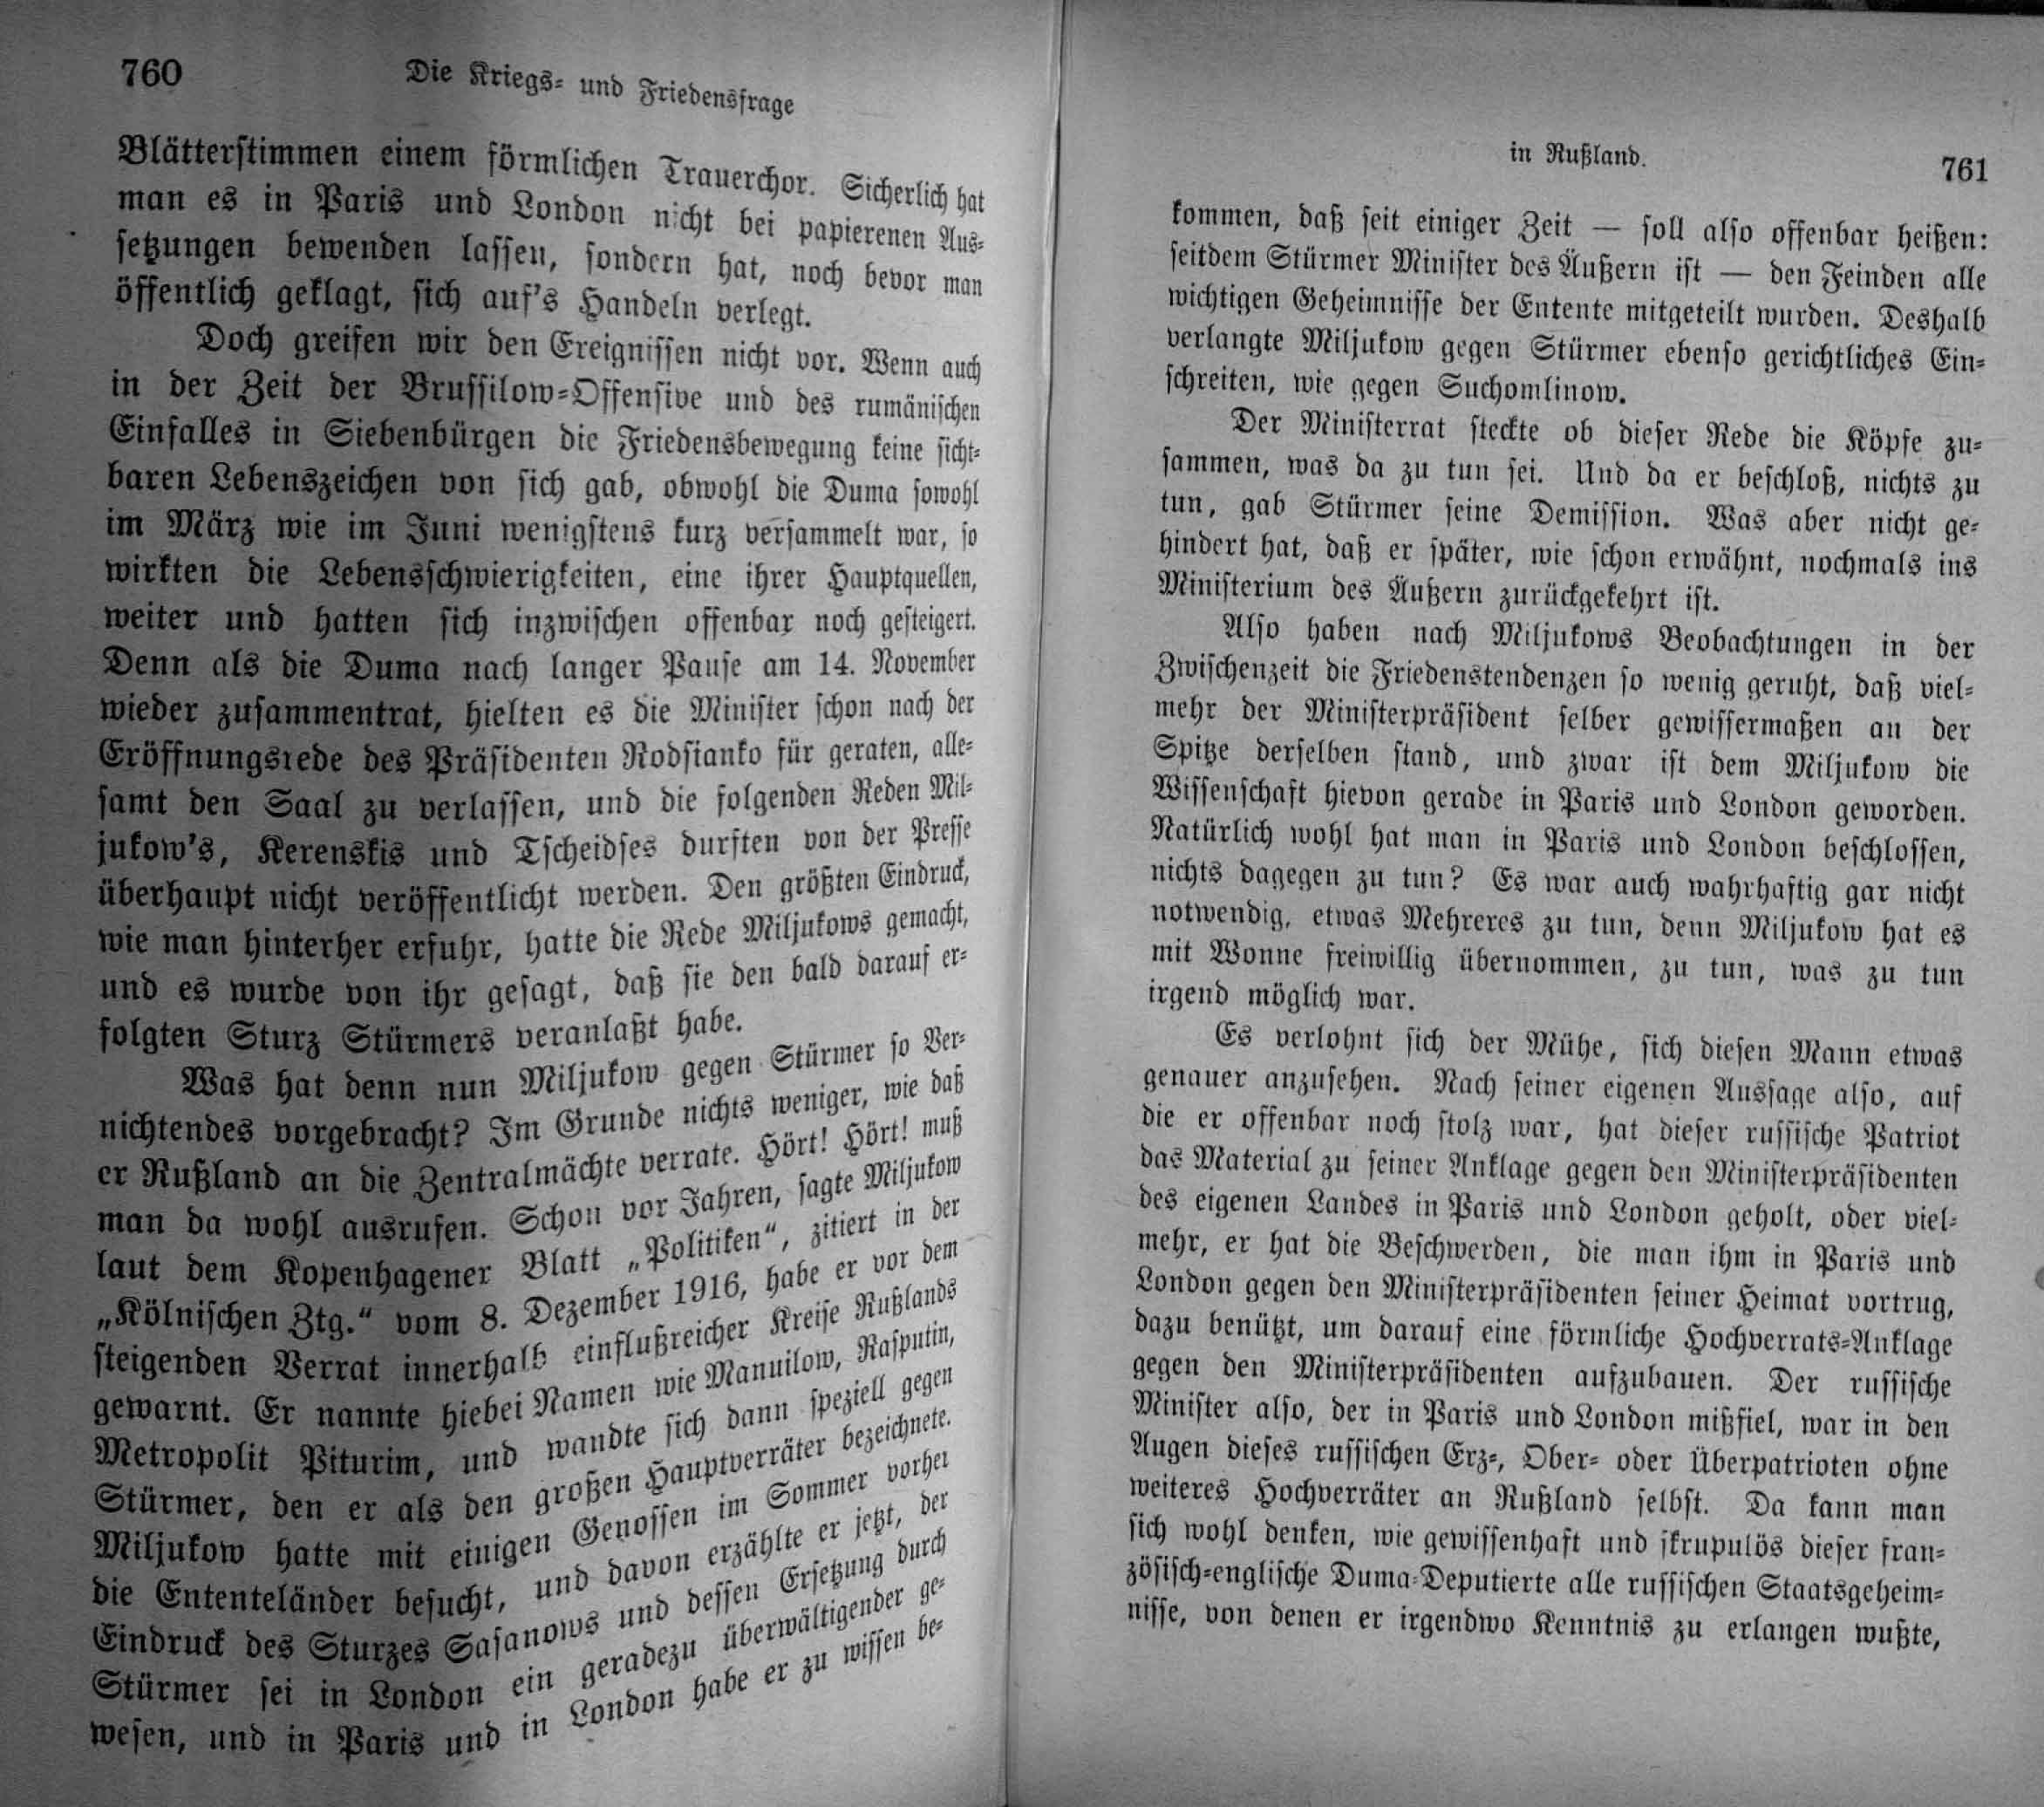 760
Die Kriegs- und Friedensfrage
Blätterstimmen einem förmlichen Trauerchor. Sicherlich hat
man es in Paris und London nicht bei papierenen Aus-
setzungen bewenden lassen, sondern hat, noch bevor man
öffentlich geklagt, sich auf's Handeln verlegt.
Doch greifen wir den Ereignissen nicht vor. Wenn auch
in der Zeit der Brussilow-Offensive und des rumänischen
Einfalles in Siebenbürgen die Friedensbewegung keine sicht-
baren Lebenszeichen von sich gab, obwohl die Duma sowohl
im März wie im Juni wenigstens kurz versammelt war, so
wirkten die Lebensschwierigkeiten, eine ihrer Hauptquellen,
weiter und hatten sich inzwischen offenbar noch gesteigert.
Denn als die Duma nach langer Pause am 14. November
wieder zusammentrat, hielten es die Minister schon nach der
Eröffnungsrede des Präsidenten Rodsianko für geraten, alle-
samt den Saal zu verlassen, und die folgenden Reden Mil-
jukow's, Kerenskis und Tscheidses durften von der Presse
überhaupt nicht veröffentlicht werden. Den größten Eindruck,
wie man hinterher erfuhr, hatte die Rede Miljukows gemacht,
und es wurde von ihr gesagt, daß sie den bald darauf er-
folgten Sturz Stürmers veranlaßt habe.
Was hat denn nun Miljukow gegen Stürmer so Ver-
nichtendes vorgebracht? Im Grunde nichts weniger, wie daß
er Rußland an die Zentralmächte verrate. Hört! Hört! muß
man da wohl ausrufen. Schon vor Jahren, sagte Miljukow
laut dem Kopenhagener Blatt „Politiken“, zitiert in der
„Kölnischen Ztg.“ vom 8. Dezember 1916, habe er vor dem
steigenden Verrat innerhalb einflußreicher Kreise Rußlands
gewarnt. Er nannte hiebei Namen wie Manuilow, Rasputin,
Metropolit Piturim, und wandte sich dann speziell gegen
Stürmer, den er als den großen Hauptverräter bezeichnete.
Miljukow hatte mit einigen Genossen im Sommer vorher
die Ententeländer besucht, und davon erzählte er jetzt, der
Eindruck des Sturzes Sasanows und dessen Ersetzung durch
Stürmer sei in London ein geradezu überwältigender ge-
wesen, und in Paris und in London habe er zu wissen be-
in Rußland.
761
kommen, daß seit einiger Zeit — soll also offenbar heißen:
seitdem Stürmer Minister des Äußern ist — den Feinden alle
wichtigen Geheimnisse der Entente mitgeteilt wurden. Deshalb
verlangte Miljukow gegen Stürmer ebenso gerichtliches Ein-
schreiten, wie gegen Suchomlinow.
Der Ministerrat steckte ob dieser Rede die Köpfe zu-
sammen, was da zu tun sei. Und da er beschloß, nichts zu
tun, gab Stürmer seine Demission. Was aber nicht ge-
hindert hat, daß er später, wie schon erwähnt, nochmals ins
Ministerium des Äußern zurückgekehrt ist.
Also haben nach Miljukows Beobachtungen in der
Zwischenzeit die Friedenstendenzen so wenig geruht, daß viel-
mehr der Ministerpräsident selber gewissermaßen an der
Spitze derselben stand, und zwar ist dem Miljukow die
Wissenschaft hievon gerade in Paris und London geworden.
Natürlich wohl hat man in Paris und London beschlossen,
nichts dagegen zu tun? Es war auch wahrhaftig gar nicht
notwendig, etwas Mehreres zu tun, denn Miljukow hat es
mit Wonne freiwillig übernommen, zu tun, was zu tun
irgend möglich war.
Es verlohnt sich der Mühe, sich diesen Mann etwas
genauer anzusehen. Nach seiner eigenen Aussage also, auf
die er offenbar noch stolz war, hat dieser russische Patriot
das Material zu seiner Anklage gegen den Ministerpräsidenten
des eigenen Landes in Paris und London geholt, oder viel-
mehr, er hat die Beschwerden, die man ihm in Paris und
London gegen den Ministerpräsidenten seiner Heimat vortrug,
dazu benützt, um darauf eine förmliche Hochverrats-Anklage
gegen den Ministerpräsidenten aufzubauen. Der russische
Minister also, der in Paris und London mißfiel, war in den
Augen dieses russischen Erz-, Ober- oder Überpatrioten ohne
weiteres Hochverräter an Rußland selbst. Da kann man
sich wohl denken, wie gewissenhaft und skrupulös dieser fran-
zösisch-englische Duma-Deputierte alle russischen Staatsgeheim-
nisse, von denen er irgendwo Kenntnis zu erlangen wußte,